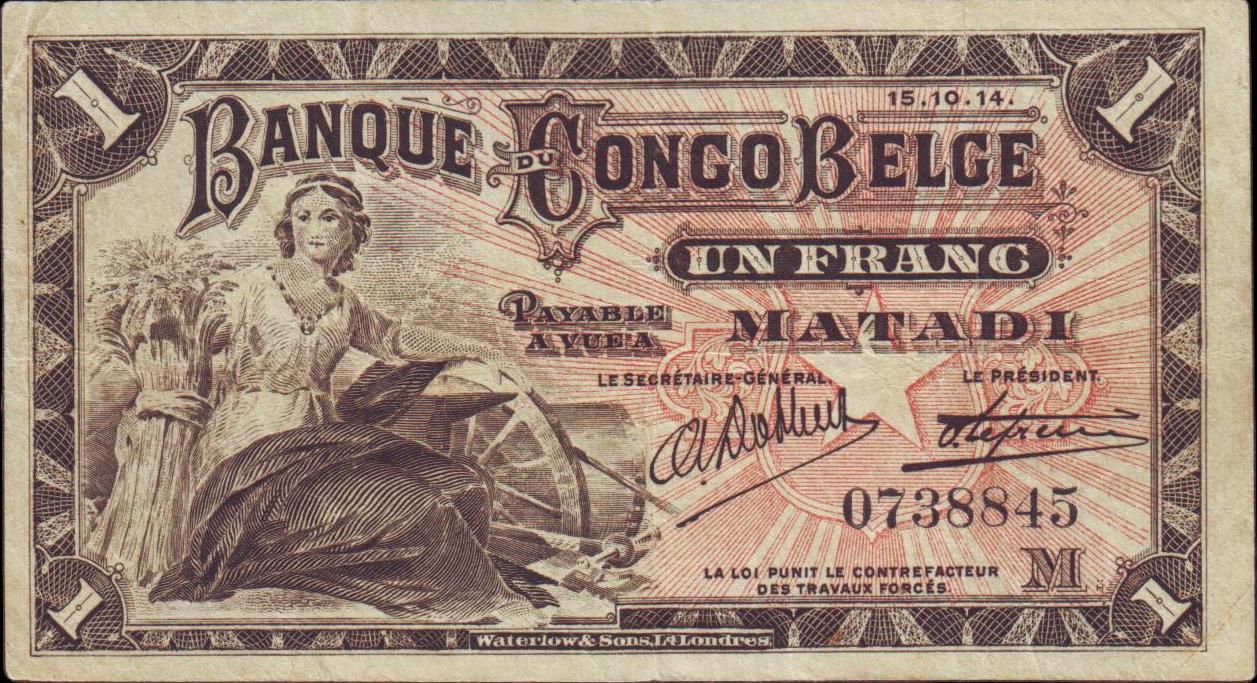 1
1
15.10.14.
BANQUE DU CONGO BELGE
UN FRANC
PAYABLE
A VUE A
MATADI
LE SECRÉTAIRE-GÉNÉRAL.
LE PRÉSIDENT.
0738845
M
LA LOI PUNIT LE CONTREFACTEUR
DES TRAVAUX FORCÉS
1
1
Waterlow & Sons, Ld Londres.